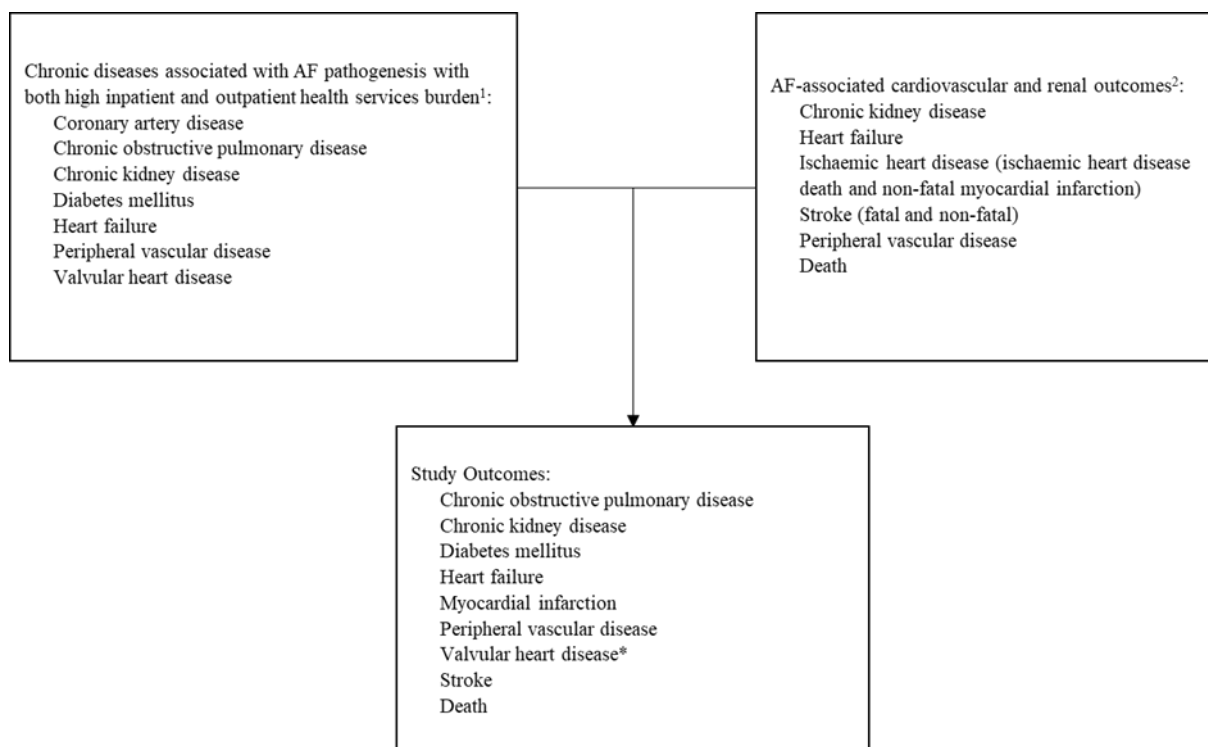 Chronic diseases associated with AF pathogenesis with
both high inpatient and outpatient health services burden¹:
Coronary artery disease
Chronic obstructive pulmonary disease
Chronic kidney disease
Diabetes mellitus
Heart failure
Peripheral vascular disease
Valvular heart disease
AF-associated cardiovascular and renal outcomes²:
Chronic kidney disease
Heart failure
Ischaemic heart disease (ischaemic heart disease
death and non-fatal myocardial infarction)
Stroke (fatal and non-fatal)
Peripheral vascular disease
Death
Study Outcomes:
Chronic obstructive pulmonary disease
Chronic kidney disease
Diabetes mellitus
Heart failure
Myocardial infarction
Peripheral vascular disease
Valvular heart disease*
Stroke
Death